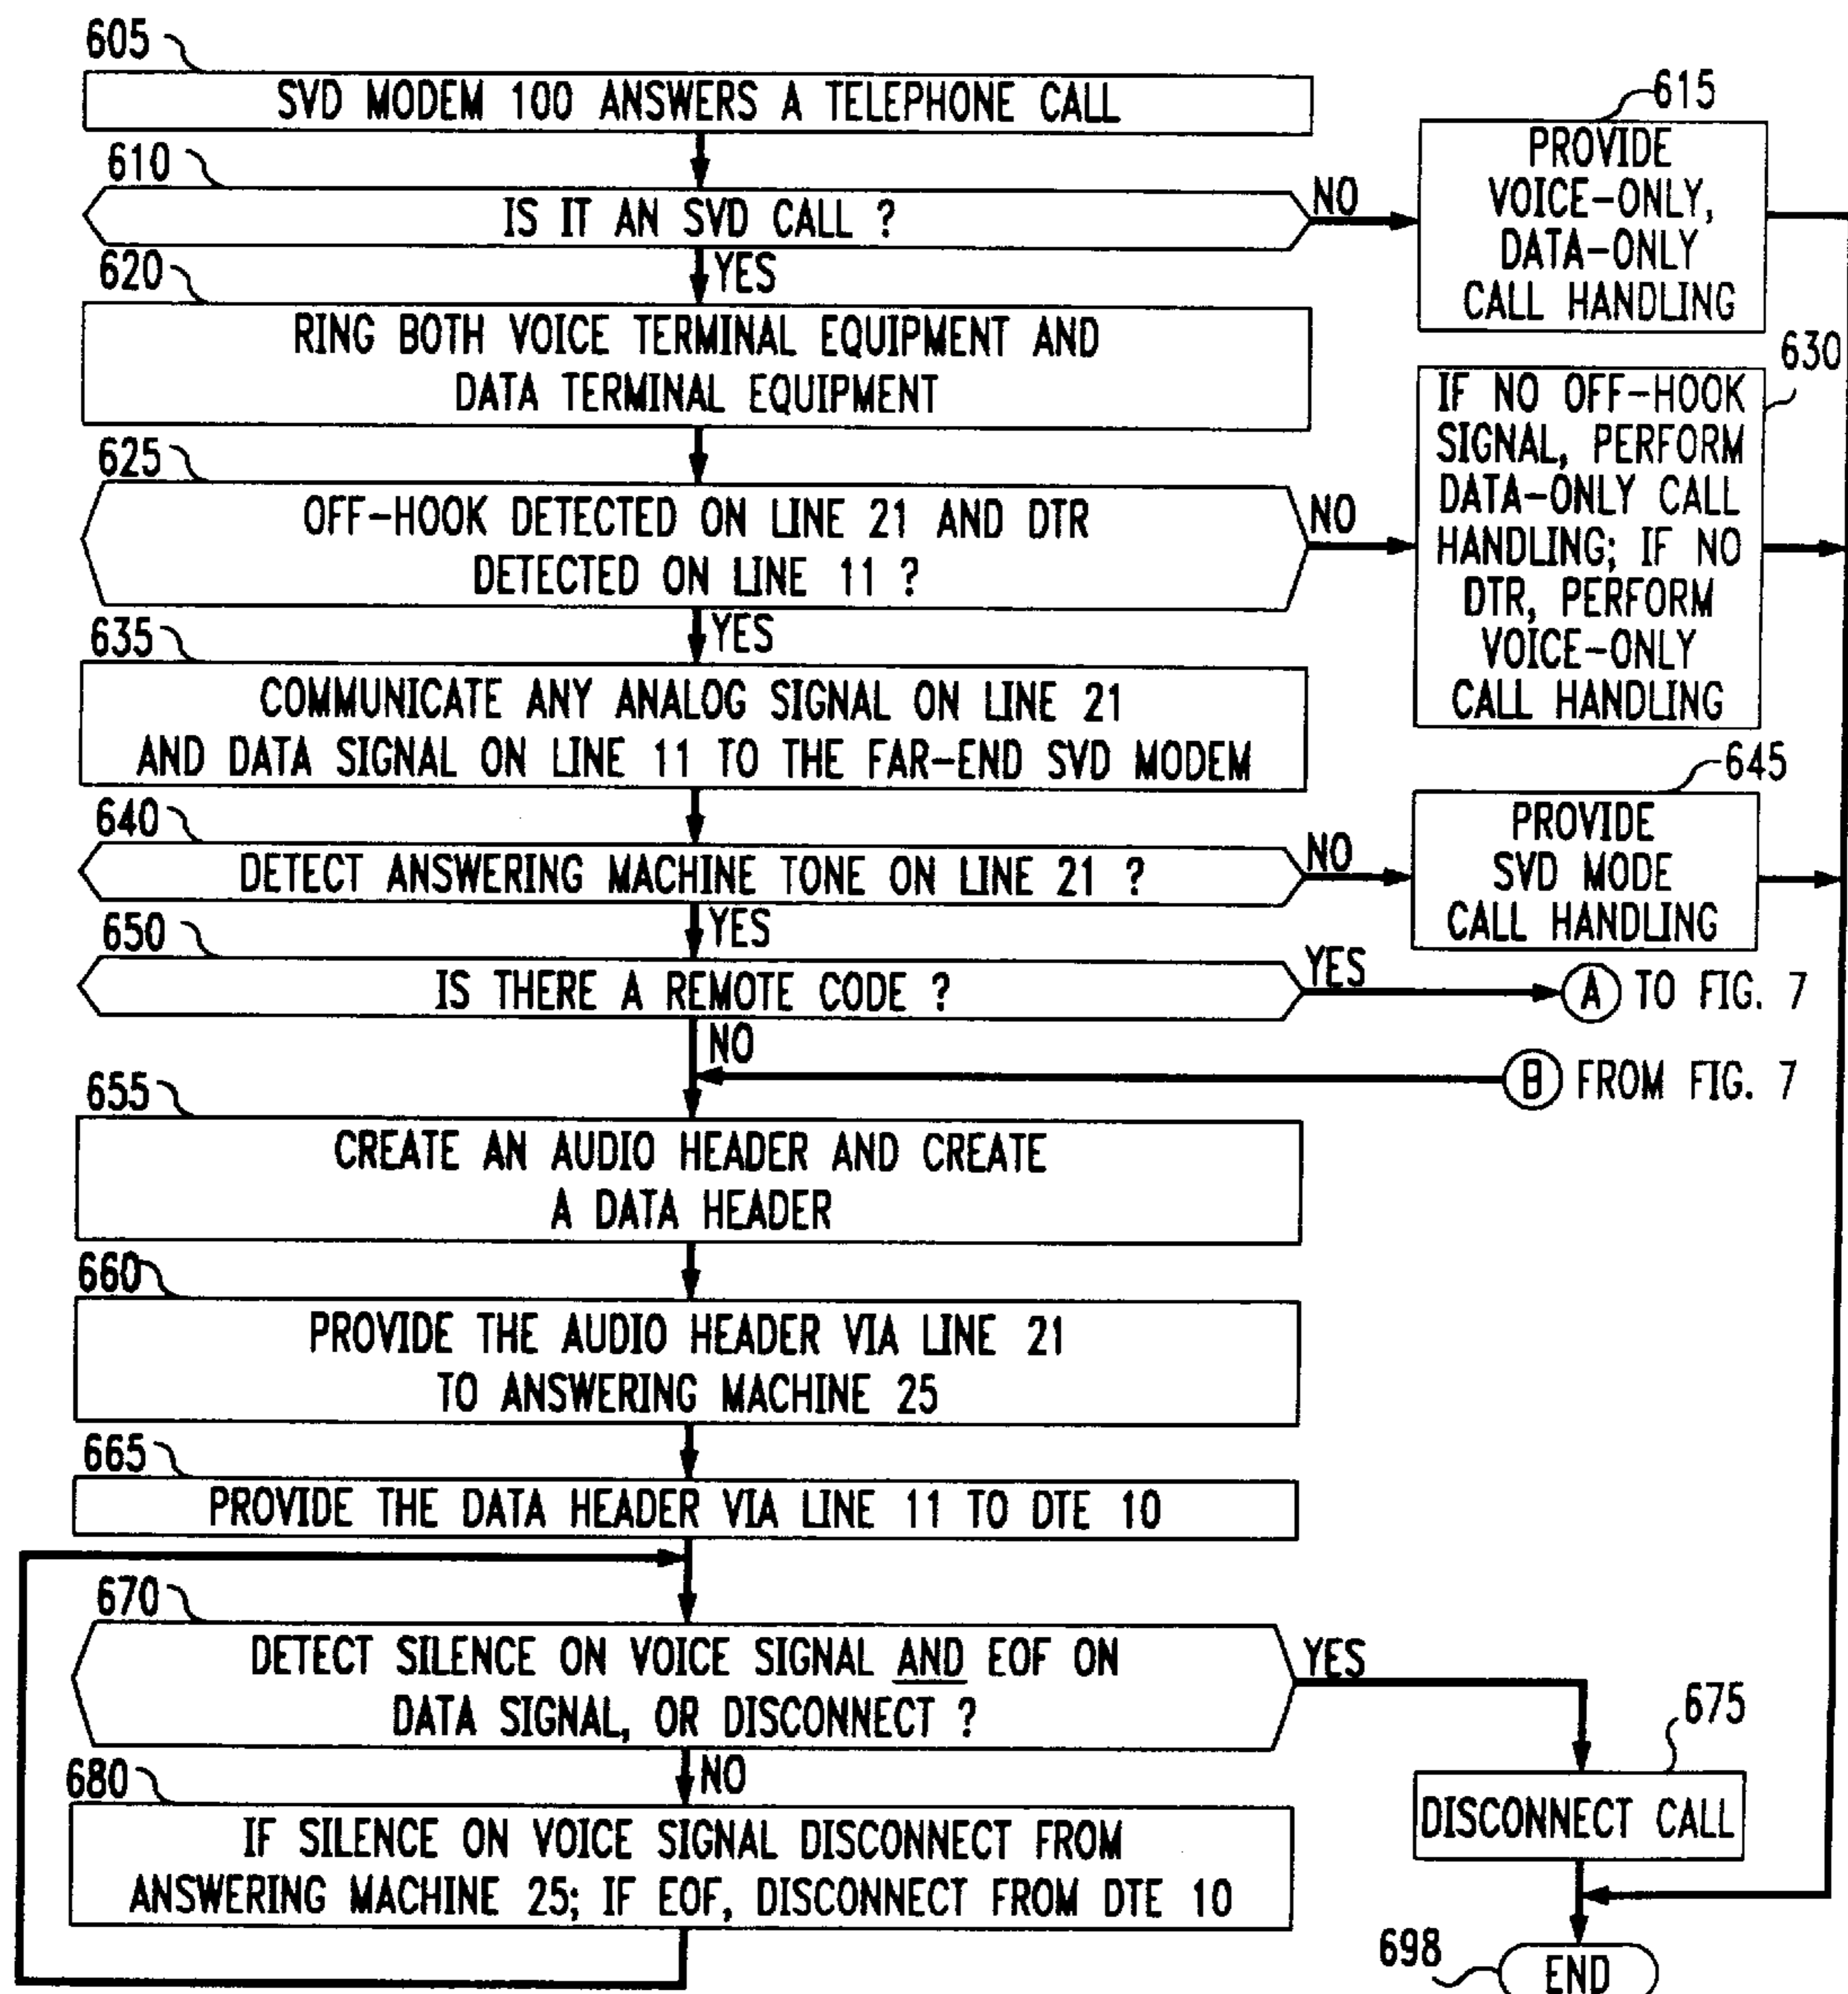 605
SVD MODEM 100 ANSWERS A TELEPHONE CALL
610
IS IT AN SVD CALL ?
NO
615
PROVIDE
VOICE-ONLY,
DATA-ONLY
CALL HANDLING
YES
620
RING BOTH VOICE TERMINAL EQUIPMENT AND
DATA TERMINAL EQUIPMENT
625
OFF-HOOK DETECTED ON LINE 21 AND DTR
DETECTED ON LINE 11 ?
NO
630
IF NO OFF-HOOK
SIGNAL, PERFORM
DATA-ONLY CALL
HANDLING; IF NO
DTR, PERFORM
VOICE-ONLY
CALL HANDLING
YES
635
COMMUNICATE ANY ANALOG SIGNAL ON LINE 21
AND DATA SIGNAL ON LINE 11 TO THE FAR-END SVD MODEM
640
DETECT ANSWERING MACHINE TONE ON LINE 21 ?
NO
645
PROVIDE
SVD MODE
CALL HANDLING
YES
650
IS THERE A REMOTE CODE ?
YES
A TO FIG. 7
NO
B FROM FIG. 7
655
CREATE AN AUDIO HEADER AND CREATE
A DATA HEADER
660
PROVIDE THE AUDIO HEADER VIA LINE 21
TO ANSWERING MACHINE 25
665
PROVIDE THE DATA HEADER VIA LINE 11 TO DTE 10
670
DETECT SILENCE ON VOICE SIGNAL AND EOF ON
DATA SIGNAL, OR DISCONNECT ?
YES
675
DISCONNECT CALL
NO
680
IF SILENCE ON VOICE SIGNAL DISCONNECT FROM
ANSWERING MACHINE 25; IF EOF, DISCONNECT FROM DTE 10
698
END